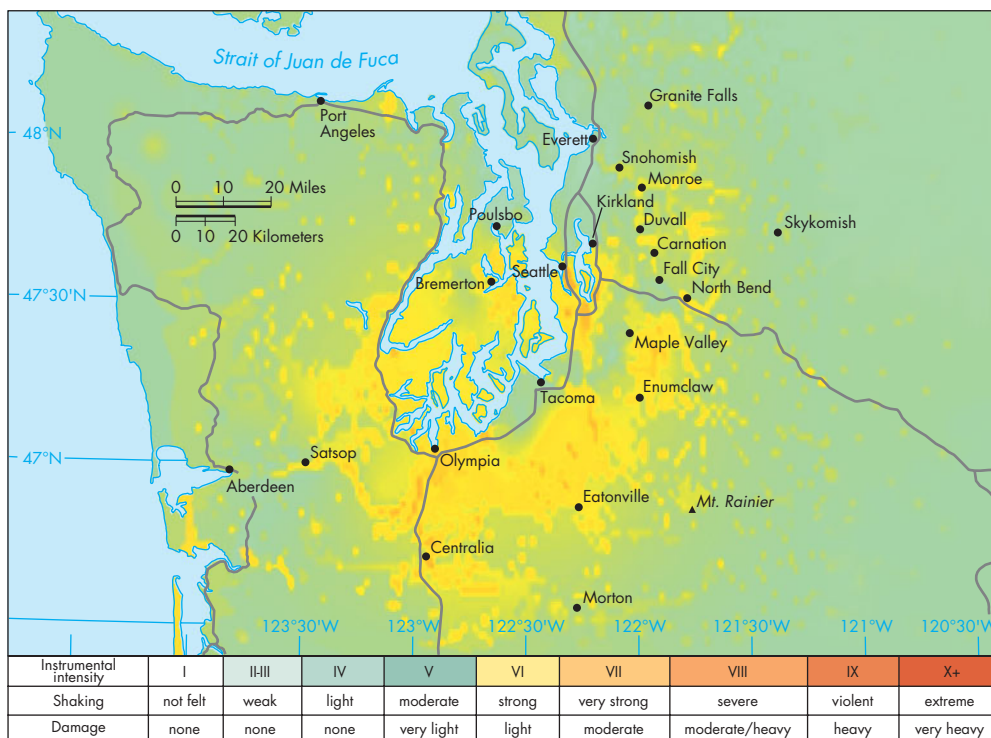 Strait of Juan de Fuca
Granite Falls
Port
Angeles
48°N
Everett
Snohomish
Monroe
0 10 20 Miles
Kirkland
0 10 20 Kilometers
Poulsbo
Duvall
Skykomish
Carnation
Seattle
Fall City
Bremerton
North Bend
47°30'N
Maple Valley
Enumclaw
Tacoma
47°N
Satsop
Olympia
Aberdeen
Eatonville
Mt. Rainier
Centralia
Morton
123°30'W 123°W 122°30'W 122°W 121°30'W 121°W 120°30'W
Instrumental intensity I II-III IV V VI VII VIII IX X+
Shaking not felt weak light moderate strong very strong severe violent extreme
Damage none none none very light light moderate moderate/heavy heavy very heavy